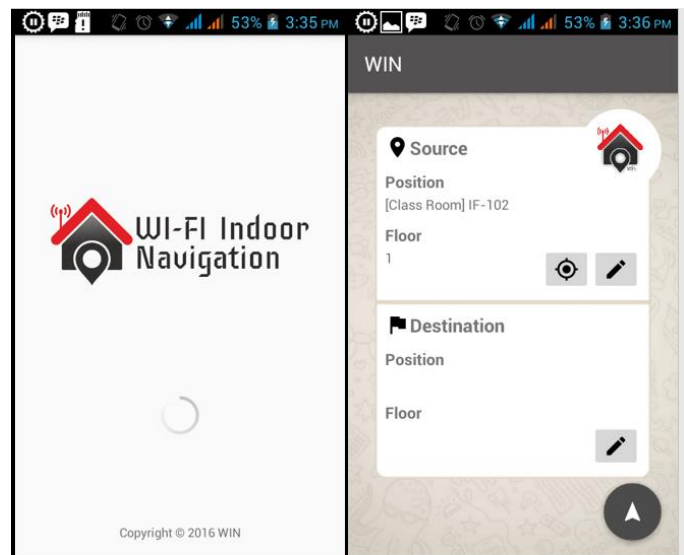 53% 3:35 PM
WI-FI Indoor
Navigation
Copyright © 2016 WIN
53% 3:36 PM
WIN
Source
Position
[Class Room] IF-102
Floor
1
Destination
Position
Floor